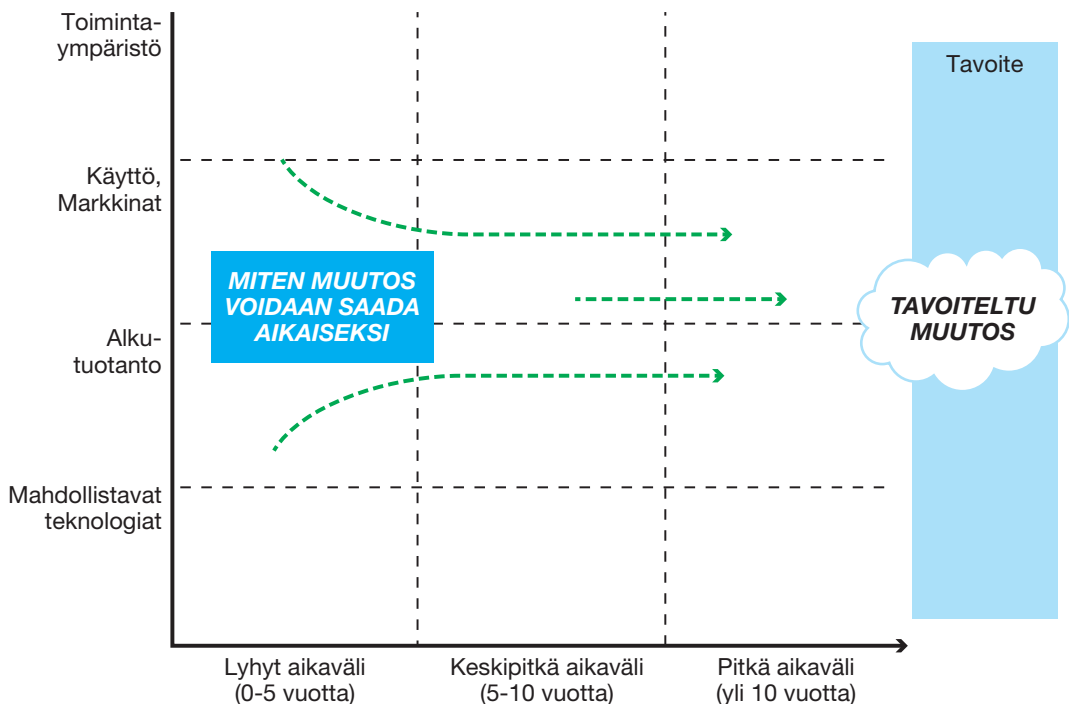 Toiminta-
ympäristö
Tavoite
Käyttö,
Markkinat
MITEN MUUTOS
VOIDAAN SAADA
AIKAISEKSI
TAVOITELTU
MUUTOS
Alku-
tuotanto
Mahdollistavat
teknologiat
Lyhyt aikaväli
(0-5 vuotta)
Keskipitkä aikaväli
(5-10 vuotta)
Pitkä aikaväli
(yli 10 vuotta)